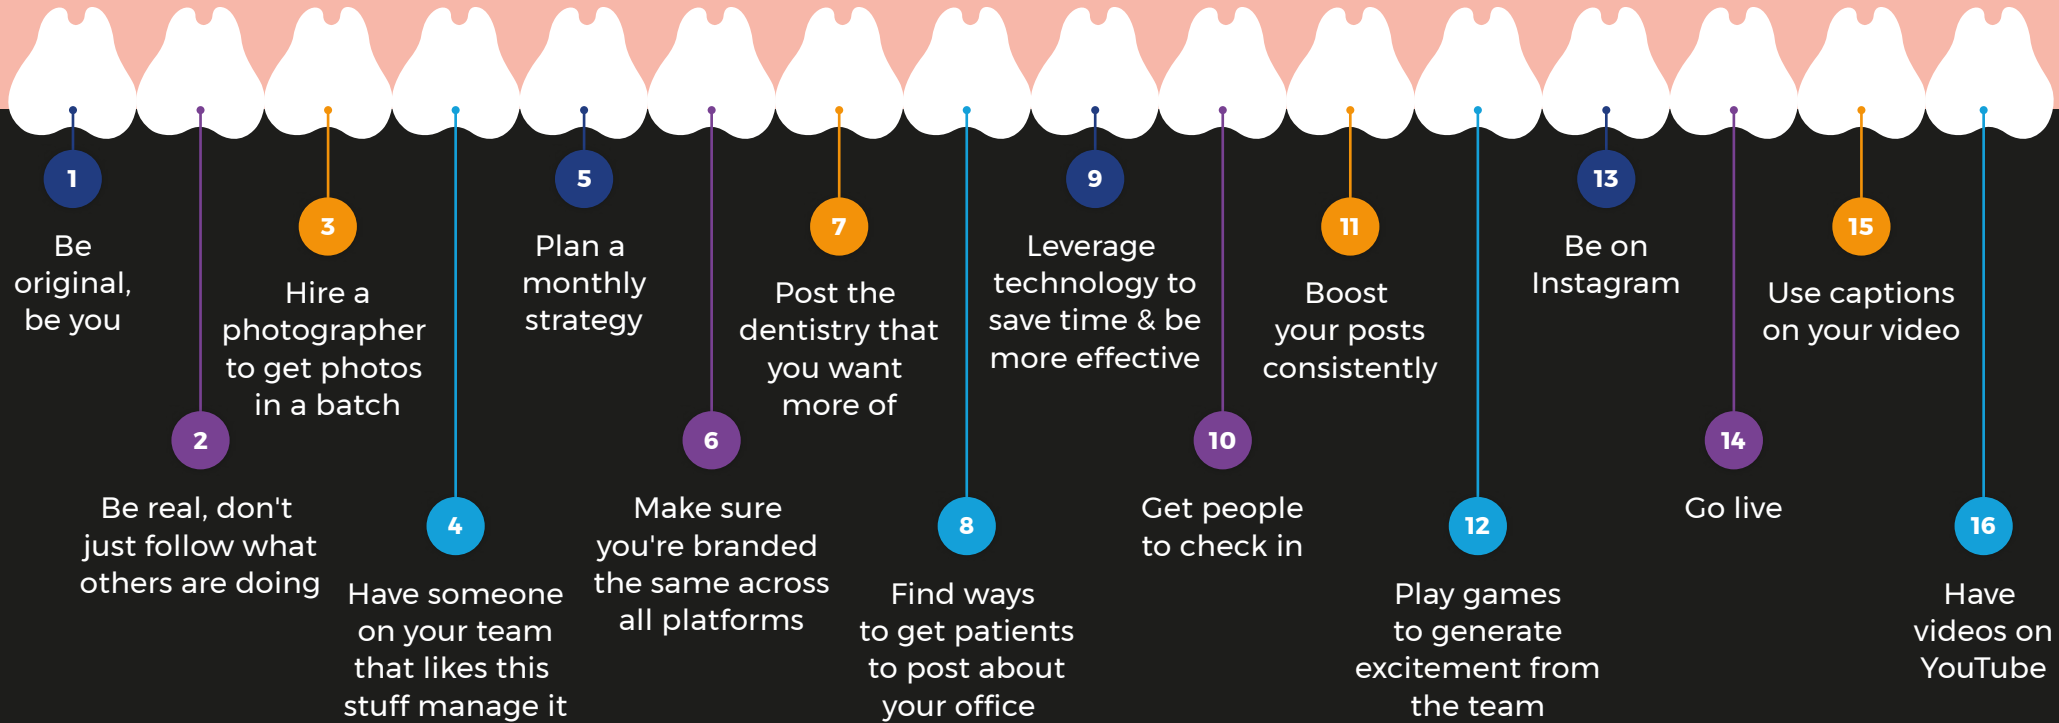 1
Be
original,
be you
2
Be real, don't
just follow what
others are doing
3
Hire a
photographer
to get photos
in a batch
4
Have someone
on your team
that likes this
stuff manage it
5
Plan a
monthly
strategy
6
Make sure
you're branded
the same across
all platforms
7
Post the
dentistry that
you want
more of
8
Find ways
to get patients
to post about
your office
9
Leverage
technology to
save time & be
more effective
10
Get people
to check in
11
Boost
your posts
consistently
12
Play games
to generate
excitement from
the team
13
Be on
Instagram
14
Go live
15
Use captions
on your video
16
Have
videos on
YouTube